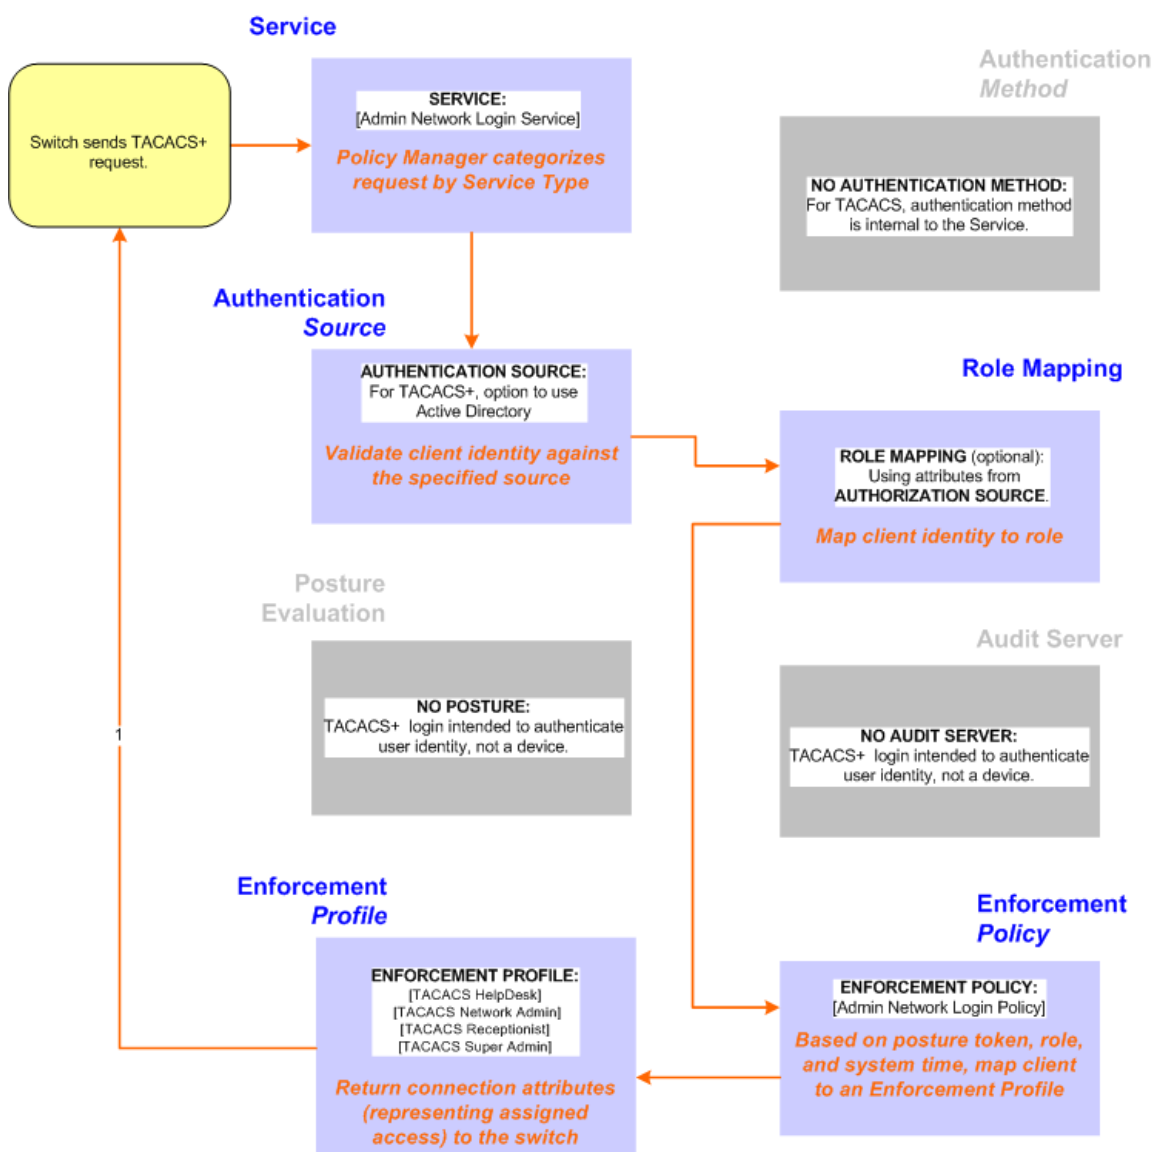 Service
Switch sends TACACS+
request.
SERVICE:
[Admin Network Login Service]
Policy Manager categorizes
request by Service Type
Authentication
Method
NO AUTHENTICATION METHOD:
For TACACS, authentication method
is internal to the Service.
Authentication
Source
AUTHENTICATION SOURCE:
For TACACS+, option to use
Active Directory
Validate client identity against
the specified source
Role Mapping
ROLE MAPPING (optional):
Using attributes from
AUTHORIZATION SOURCE.
Map client identity to role
Posture
Evaluation
NO POSTURE:
TACACS+ login intended to authenticate
user identity, not a device.
Audit Server
NO AUDIT SERVER:
TACACS+ login intended to authenticate
user identity, not a device.
1
Enforcement
Profile
ENFORCEMENT PROFILE:
[TACACS HelpDesk]
[TACACS Network Admin]
[TACACS Receptionist]
[TACACS Super Admin]
Return connection attributes
(representing assigned
access) to the switch
Enforcement
Policy
ENFORCEMENT POLICY:
[Admin Network Login Policy]
Based on posture token, role,
and system time, map client
to an Enforcement Profile